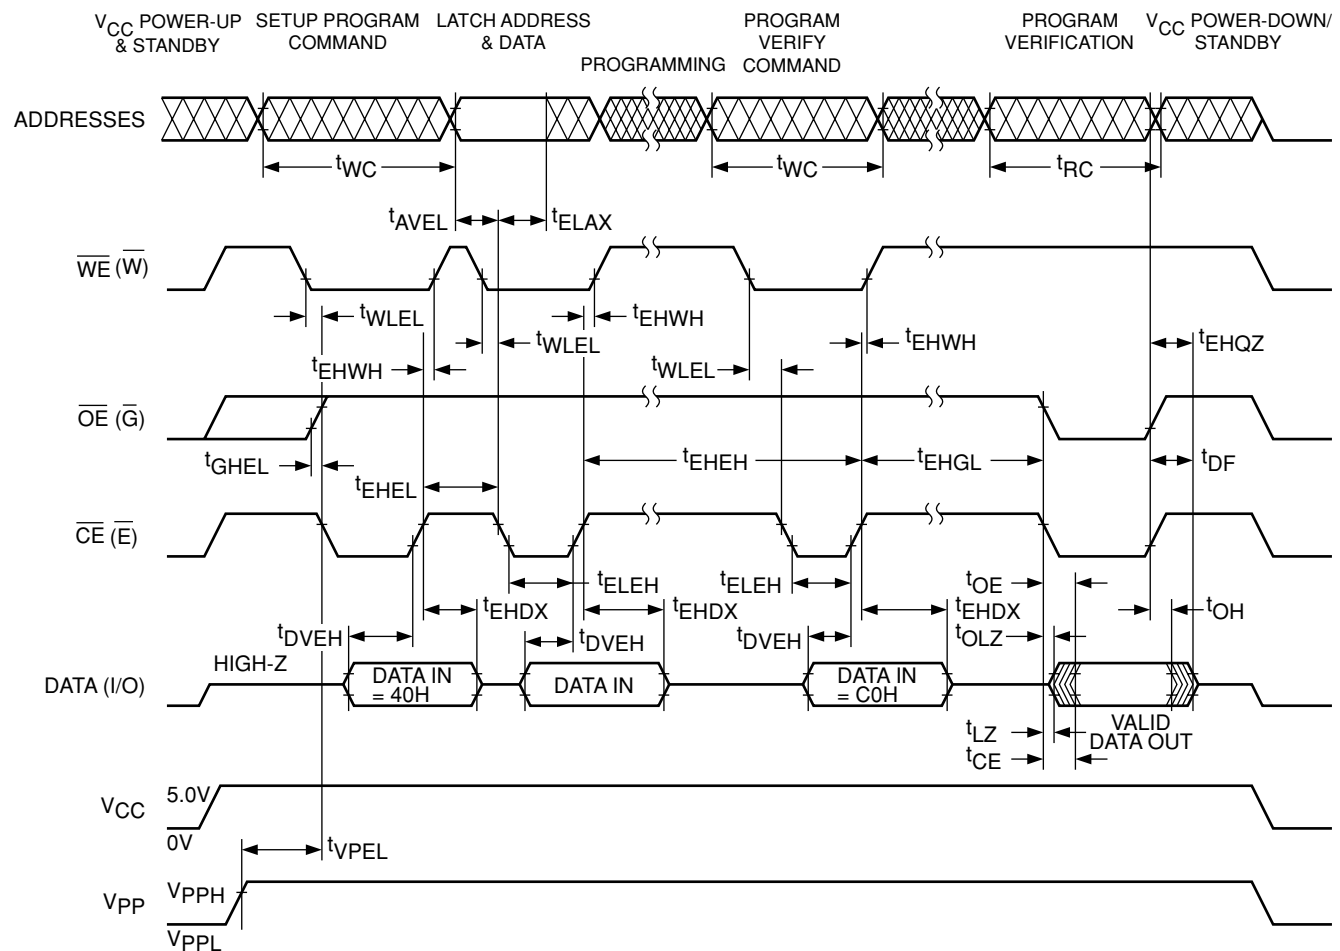 VCC POWER-UP
& STANDBY
SETUP PROGRAM
COMMAND
LATCH ADDRESS
& DATA
PROGRAMMING
PROGRAM
VERIFY
COMMAND
PROGRAM
VERIFICATION
VCC POWER-DOWN/
STANDBY
ADDRESSES
tWC
tWC
tRC
tAVEL
tELAX
WE (W)
tWLEL
tEHWH
tWLEL
tEHWH
tWLEL
tEHWH
tEHQZ
OE (G)
tGHEL
tEHEH
tEHGL
tDF
tEHEL
CE (E)
tELEH
tELEH
tOE
tEHDX
tEHDX
tEHDX
tOH
tDVEH
tDVEH
tDVEH
tOLZ
HIGH-Z
DATA (I/O)
DATA IN
= 40H
DATA IN
DATA IN
= C0H
VALID
DATA OUT
tLZ
tCE
VCC
5.0V
0V
tVPEL
VPP
VPPH
VPPL